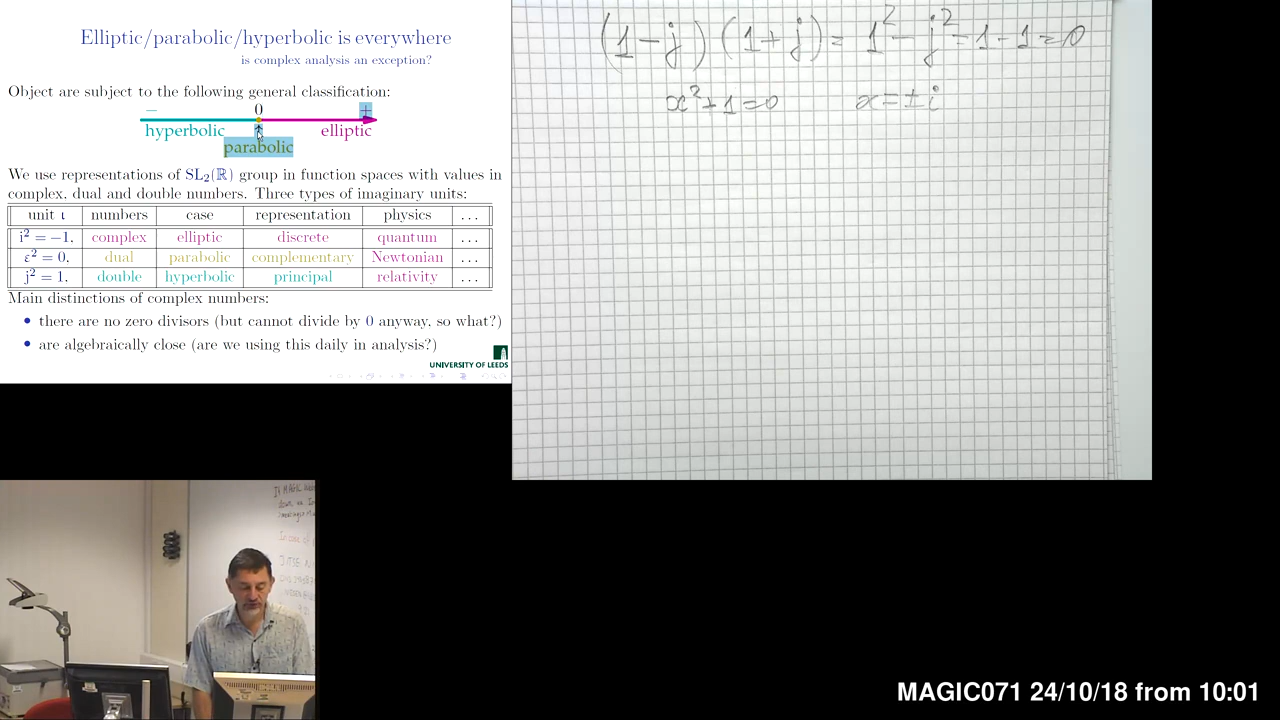 Elliptic/parabolic/hyperbolic is everywhere
is complex analysis an exception?
Object are subject to the following general classification:
− 0 +
hyperbolic elliptic
parabolic
We use representations of SL₂(ℝ) group in function spaces with values in
complex, dual and double numbers. Three types of imaginary units:
unit ι numbers case representation physics ...
i² = −1. complex elliptic discrete quantum ...
ε² = 0. dual parabolic complementary Newtonian ...
j² = 1. double hyperbolic principal relativity ...
Main distinctions of complex numbers:
• there are no zero divisors (but cannot divide by 0 anyway, so what?)
• are algebraically close (are we using this daily in analysis?)
UNIVERSITY OF LEEDS
(1−j)(1+j) = 1² − j² = 1 − 1 = 0
x² + 1 = 0 x = ±i
In case of
MAGIC071 24/10/18 from 10:01